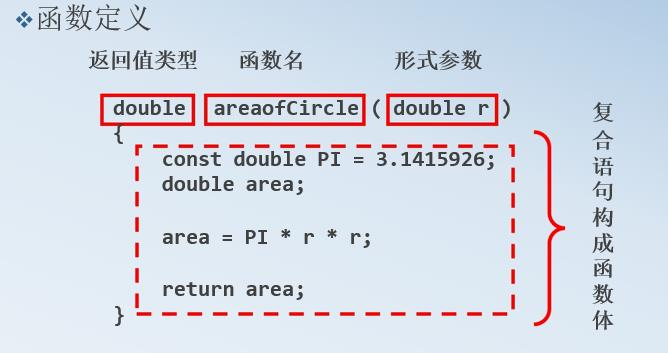 ❖函数定义
返回值类型 函数名 形式参数
double areaofCircle ( double r )
{
const double PI = 3.1415926;
double area;
area = PI * r * r;
return area;
}
复合语句构成函数体